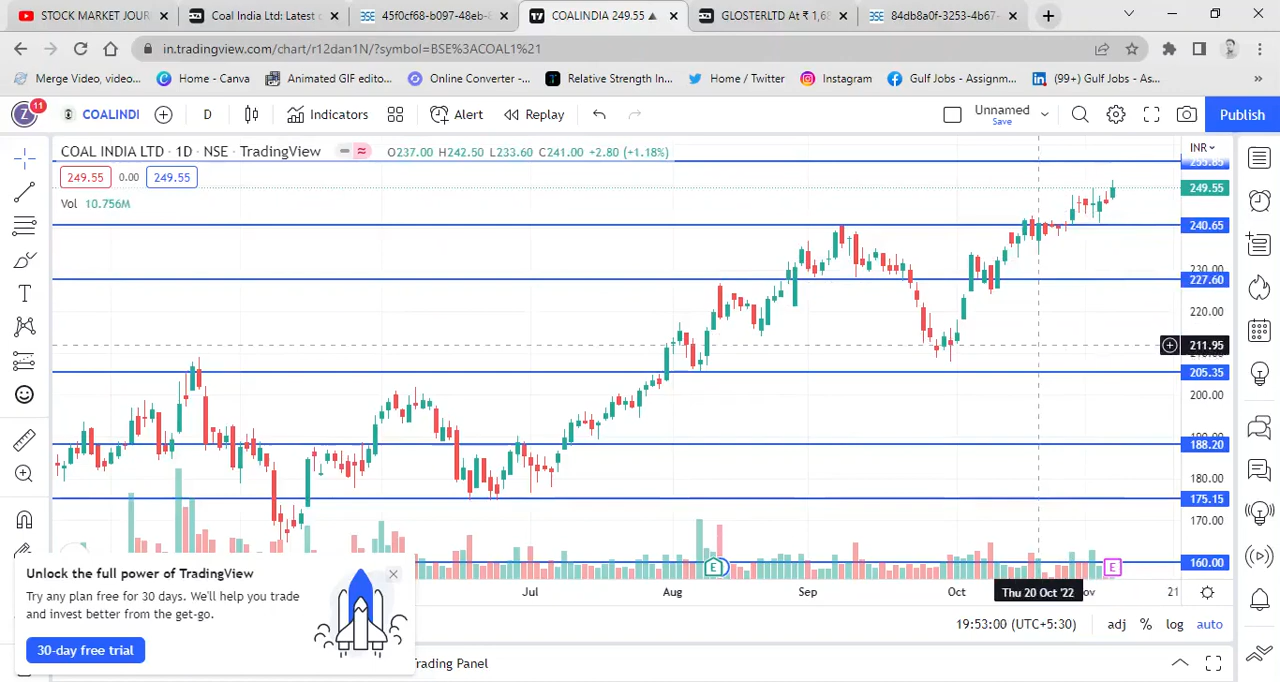 STOCK MARKET JOUR
Coal India Ltd: Latest
45f0cf68-b097-48eb-
COALINDIA 249.55 ▲
GLOSTERLTD At ₹ 1,68
84db8a0f-3253-4b67-
in.tradingview.com/chart/r12dan1N/?symbol=BSE%3ACOAL1%21
Merge Video, video...
Home - Canva
Animated GIF edito...
Online Converter -...
Relative Strength In...
Home / Twitter
Instagram
Gulf Jobs - Assignm...
(99+) Gulf Jobs - As...
»
Z 11
COALINDI
D
Indicators
Alert
Replay
Unnamed
Save
Publish
COAL INDIA LTD · 1D · NSE · TradingView
O237.00 H242.50 L233.60 C241.00 +2.80 (+1.18%)
INR
249.55 0.00 249.55
249.55
Vol 10.756M
240.65
230.00
227.60
220.00
211.95
205.35
200.00
188.20
180.00
175.15
170.00
160.00
E
E
Jul Aug Sep Oct Thu 20 Oct '22 21
19:53:00 (UTC+5:30) adj % log auto
Unlock the full power of TradingView
Try any plan free for 30 days. We'll help you trade
and invest better from the get-go.
30-day free trial
Trading Panel